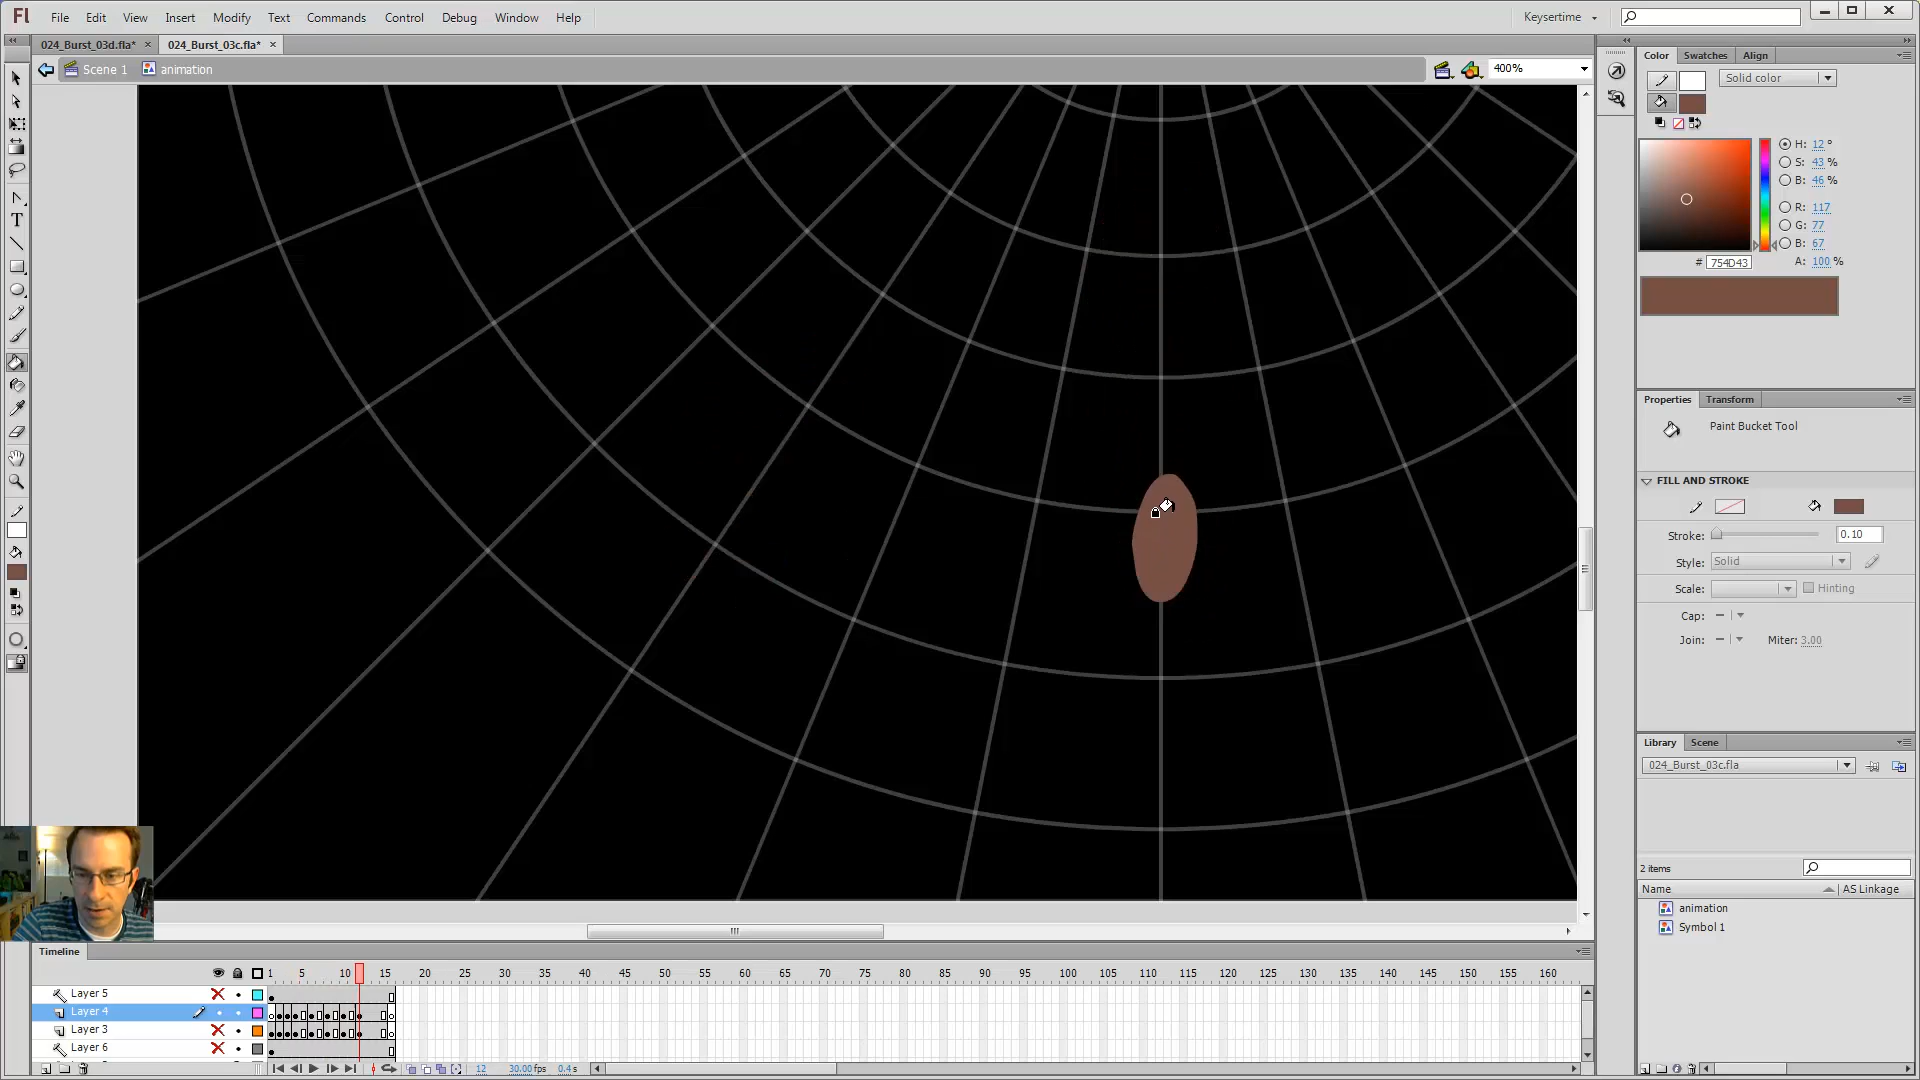 Fl File Edit View Insert Modify Text Commands Control Debug Window Help Keysertime
024_Burst_03d.fla* × 024_Burst_03c.fla* ×
Scene 1 animation 400%
Color Swatches Align
Solid color
H: 12 °
S: 43 %
B: 46 %
R: 117
G: 77
B: 67
# 754D43 A: 100 %
Properties Transform
Paint Bucket Tool
FILL AND STROKE
Stroke: 0.10
Style: Solid
Scale: Hinting
Cap:
Join: Miter: 3.00
Library Scene
024_Burst_03c.fla
2 items
Name AS Linkage
animation
Symbol 1
Timeline
1 5 10 15 20 25 30 35 40 45 50 55 60 65 70 75 80 85 90 95 100 105 110 115 120 125 130 135 140 145 150 155 160
Layer 5
Layer 4
Layer 3
Layer 6
12 30.00 fps 0.4 s